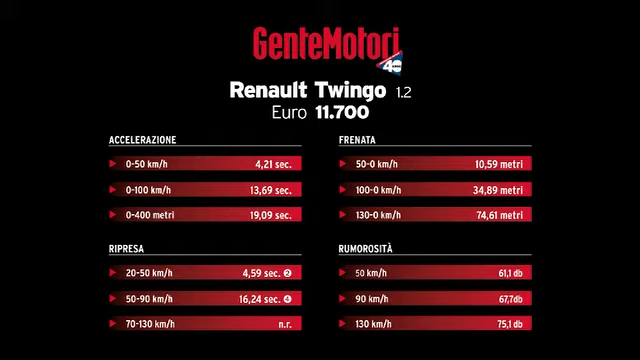 GenteMotori
40 ANNI
Renault Twingo 1.2
Euro 11.700
ACCELERAZIONE
0-50 km/h 4,21 sec.
0-100 km/h 13,69 sec.
0-400 metri 19,09 sec.
FRENATA
50-0 km/h 10,59 metri
100-0 km/h 34,89 metri
130-0 km/h 74,61 metri
RIPRESA
20-50 km/h 4,59 sec. 2
50-90 km/h 16,24 sec. 4
70-130 km/h n.r.
RUMOROSITÀ
50 km/h 61,1 db
90 km/h 67,7db
130 km/h 75,1 db